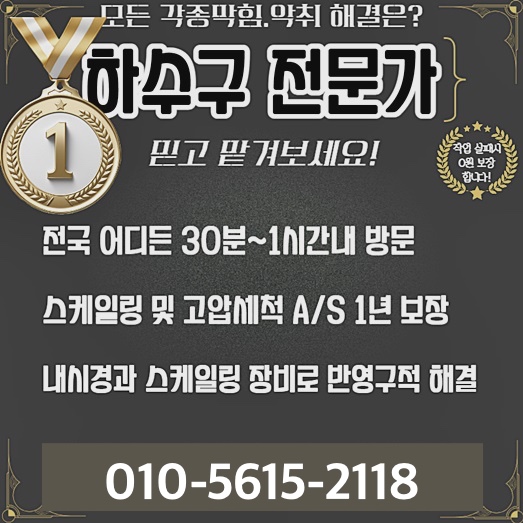 모든 각종막힘.악취 해결은?
하수구 전문가
1
믿고 맡겨보세요!
작업 실패시
0원 보장
합니다!
전국 어디든 30분~1시간내 방문
스케일링 및 고압세척 A/S 1년 보장
내시경과 스케일링 장비로 반영구적 해결
010-5615-2118